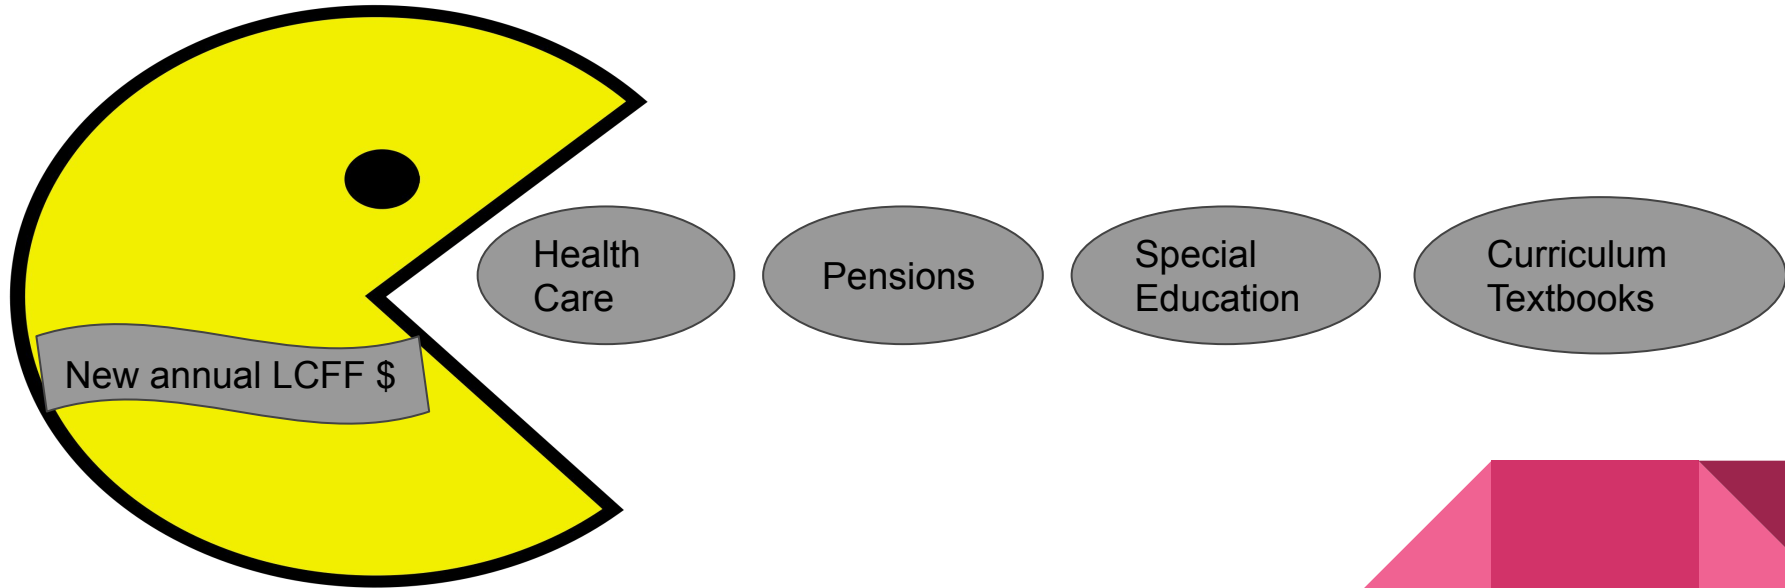 New annual LCFF $
Health
Care
Pensions
Special
Education
Curriculum
Textbooks